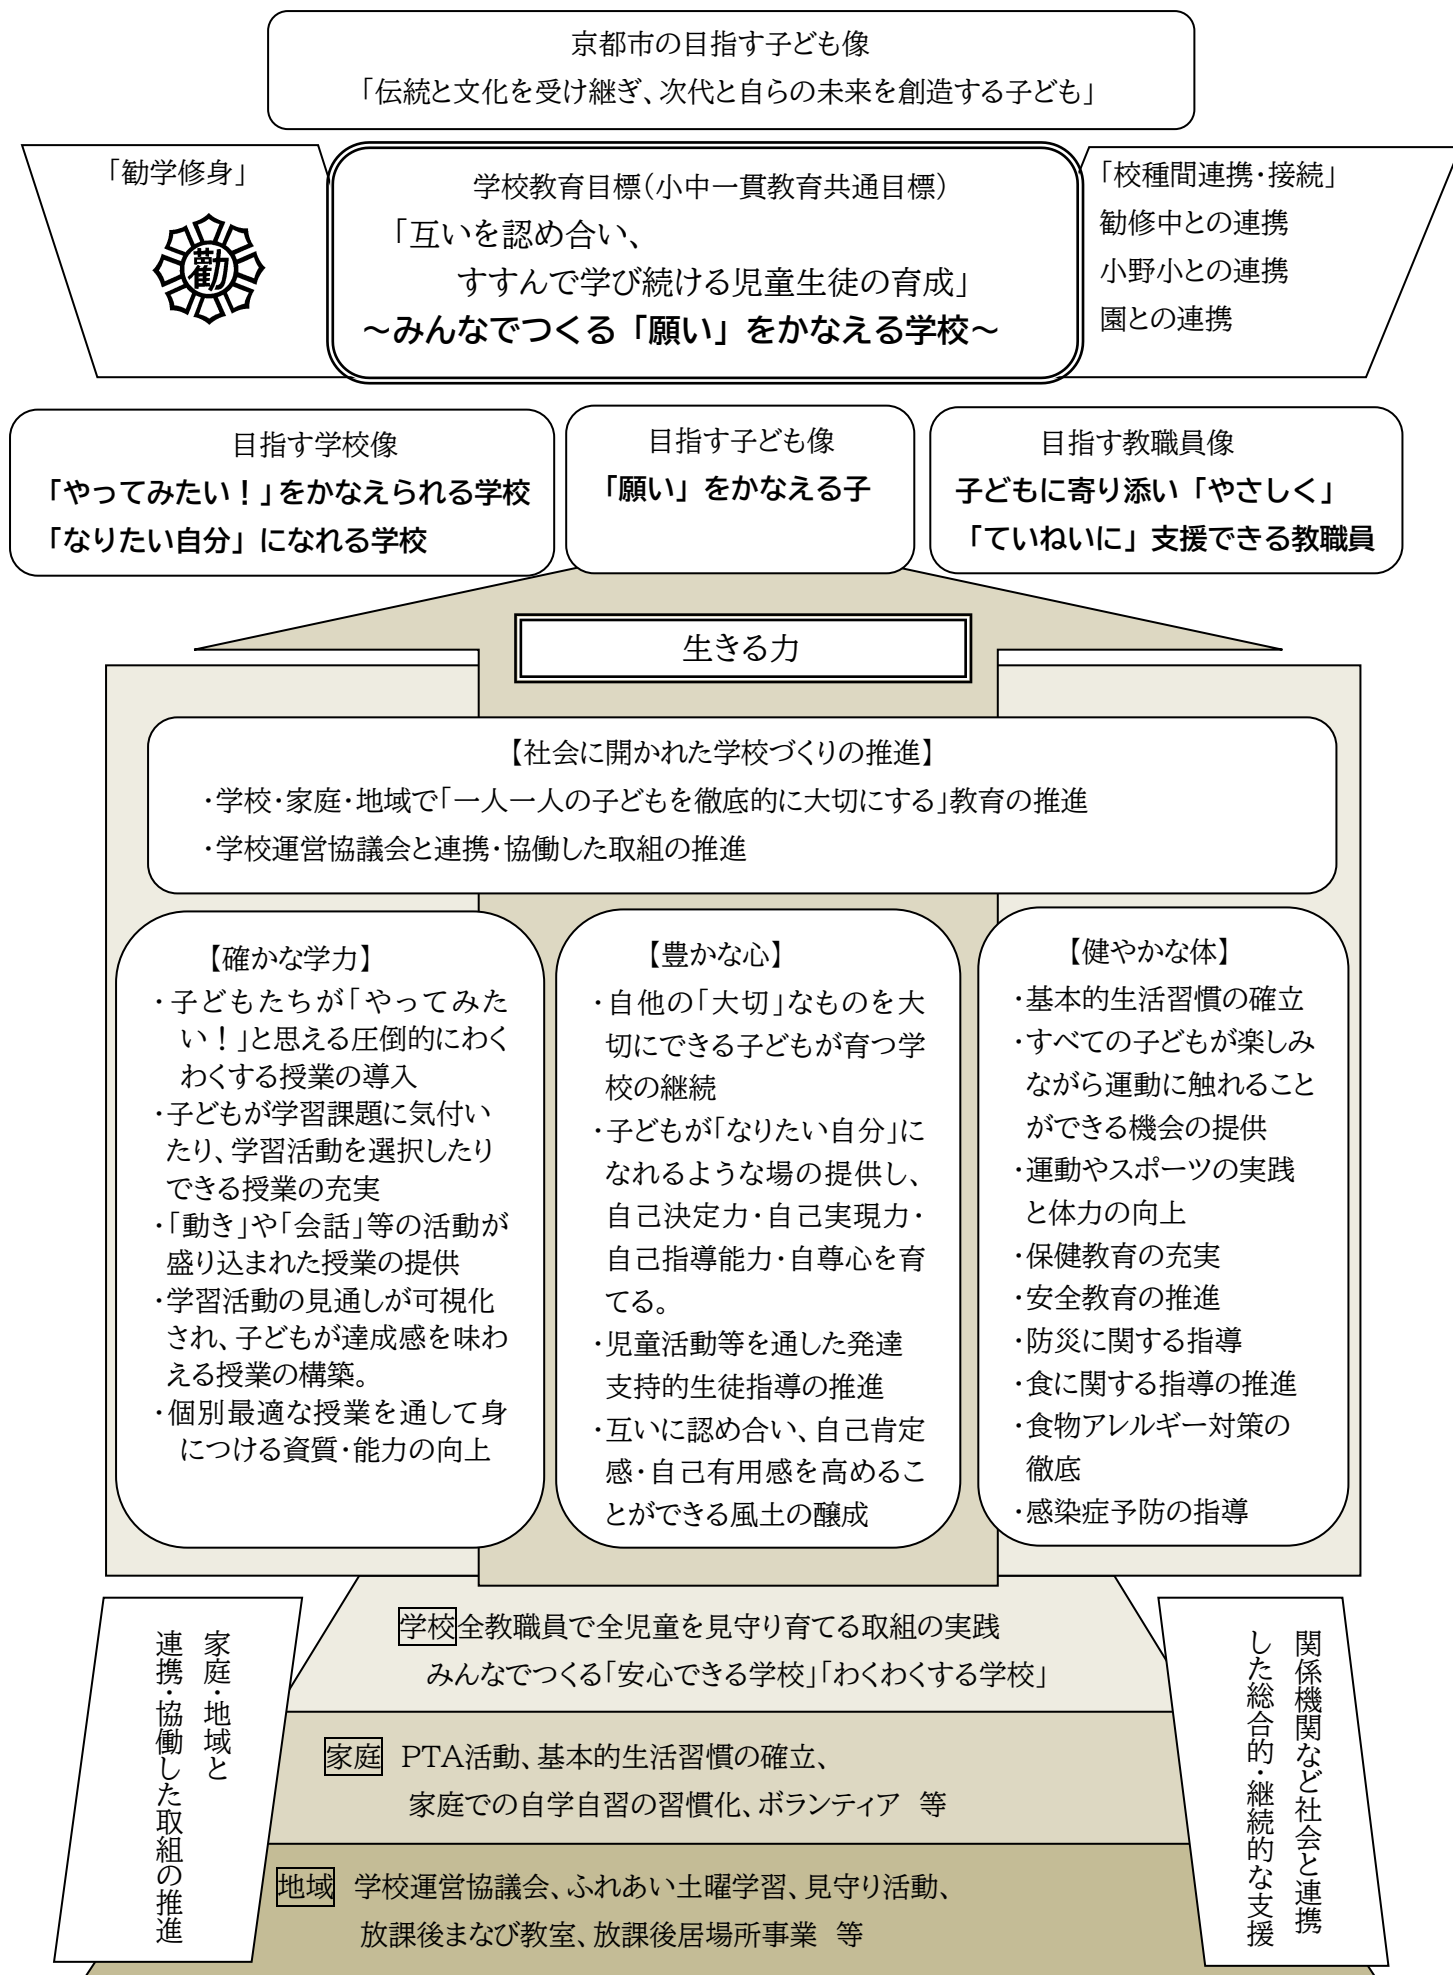 京都市の目指す子ども像
「伝統と文化を受け継ぎ、次代と自らの未来を創造する子ども」
「勧学修身」
勸
学校教育目標(小中一貫教育共通目標)
「互いを認め合い、
すすんで学び続ける児童生徒の育成」
～みんなでつくる「願い」をかなえる学校～
「校種間連携・接続」
勧修中との連携
小野小との連携
園との連携
目指す学校像
「やってみたい！」をかなえられる学校
「なりたい自分」になれる学校
目指す子ども像
「願い」をかなえる子
目指す教職員像
子どもに寄り添い「やさしく」
「ていねいに」支援できる教職員
生きる力
【社会に開かれた学校づくりの推進】
・学校・家庭・地域で「一人一人の子どもを徹底的に大切にする」教育の推進
・学校運営協議会と連携・協働した取組の推進
【確かな学力】
・子どもたちが「やってみた
い！」と思える圧倒的にわく
わくする授業の導入
・子どもが学習課題に気付い
たり、学習活動を選択したり
できる授業の充実
・「動き」や「会話」等の活動が
盛り込まれた授業の提供
・学習活動の見通しが可視化
され、子どもが達成感を味わ
える授業の構築。
・個別最適な授業を通して身
につける資質・能力の向上
【豊かな心】
・自他の「大切」なものを大
切にできる子どもが育つ学
校の継続
・子どもが「なりたい自分」に
なれるような場の提供し、
自己決定力・自己実現力・
自己指導能力・自尊心を育
てる。
・児童活動等を通した発達
支持的生徒指導の推進
・互いに認め合い、自己肯定
感・自己有用感を高めるこ
とができる風土の醸成
【健やかな体】
・基本的生活習慣の確立
・すべての子どもが楽しみ
ながら運動に触れること
ができる機会の提供
・運動やスポーツの実践
と体力の向上
・保健教育の充実
・安全教育の推進
・防災に関する指導
・食に関する指導の推進
・食物アレルギー対策の
徹底
・感染症予防の指導
家庭・地域と
連携・協働した取組の推進
学校全教職員で全児童を見守り育てる取組の実践
みんなでつくる「安心できる学校」「わくわくする学校」
家庭 PTA活動、基本的生活習慣の確立、
家庭での自学自習の習慣化、ボランティア 等
地域 学校運営協議会、ふれあい土曜学習、見守り活動、
放課後まなび教室、放課後居場所事業 等
関係機関など社会と連携
した総合的・継続的な支援